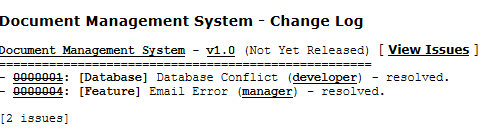 Document Management System - Change Log
Document Management System - v1.0 (Not Yet Released) [ View Issues ]
====================================================
- 0000001: [Database] Database Conflict (developer) - resolved.
- 0000004: [Feature] Email Error (manager) - resolved.
[2 issues]